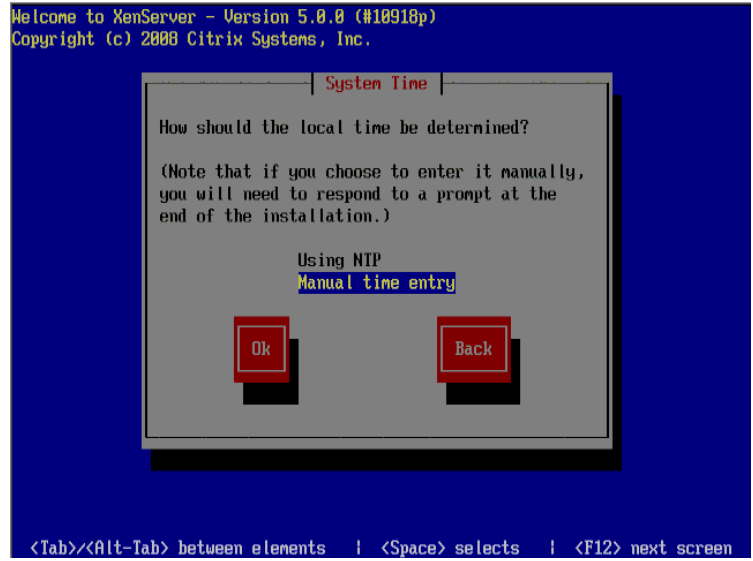 Welcome to XenServer - Version 5.0.0 (#10918p)
Copyright (c) 2008 Citrix Systems, Inc.
System Time
How should the local time be determined?
(Note that if you choose to enter it manually,
you will need to respond to a prompt at the
end of the installation.)
Using NTP
Manual time entry
Ok Back
<Tab>/<Alt-Tab> between elements | <Space> selects | <F12> next screen